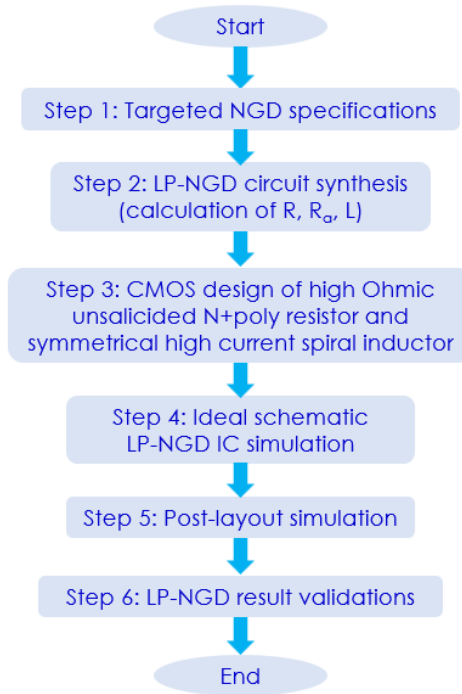 Start
Step 1: Targeted NGD specifications
Step 2: LP-NGD circuit synthesis
(calculation of R, Rₐ, L)
Step 3: CMOS design of high Ohmic
unsalicided N+poly resistor and
symmetrical high current spiral inductor
Step 4: Ideal schematic
LP-NGD IC simulation
Step 5: Post-layout simulation
Step 6: LP-NGD result validations
End